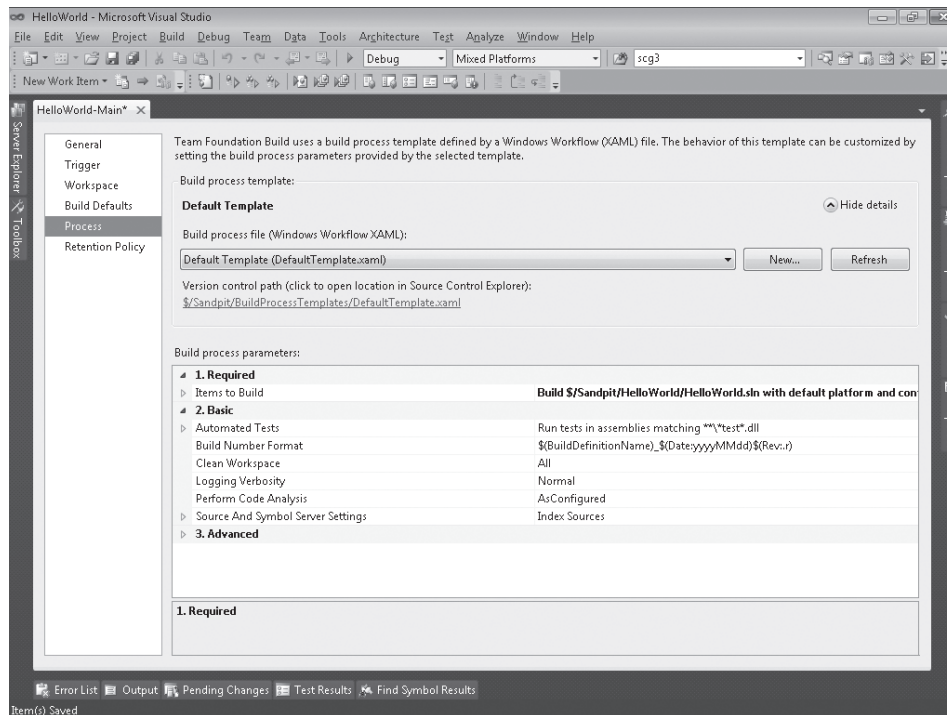 HelloWorld - Microsoft Visual Studio
File Edit View Project Build Debug Team Data Tools Architecture Test Analyze Window Help
Debug Mixed Platforms scg3
New Work Item
Server Explorer
Toolbox
HelloWorld-Main*
General
Trigger
Workspace
Build Defaults
Process
Retention Policy
Team Foundation Build uses a build process template defined by a Windows Workflow (XAML) file. The behavior of this template can be customized by
setting the build process parameters provided by the selected template.
Build process template:
Default Template Hide details
Build process file (Windows Workflow XAML):
Default Template (DefaultTemplate.xaml) New... Refresh
Version control path (click to open location in Source Control Explorer):
$/Sandpit/BuildProcessTemplates/DefaultTemplate.xaml
Build process parameters:
1. Required
Items to Build Build $/Sandpit/HelloWorld/HelloWorld.sln with default platform and con
2. Basic
Automated Tests Run tests in assemblies matching **\*test*.dll
Build Number Format $(BuildDefinitionName)_$(Date:yyyyMMdd)$(Rev:.r)
Clean Workspace All
Logging Verbosity Normal
Perform Code Analysis AsConfigured
Source And Symbol Server Settings Index Sources
3. Advanced
1. Required
Error List Output Pending Changes Test Results Find Symbol Results
Item(s) Saved